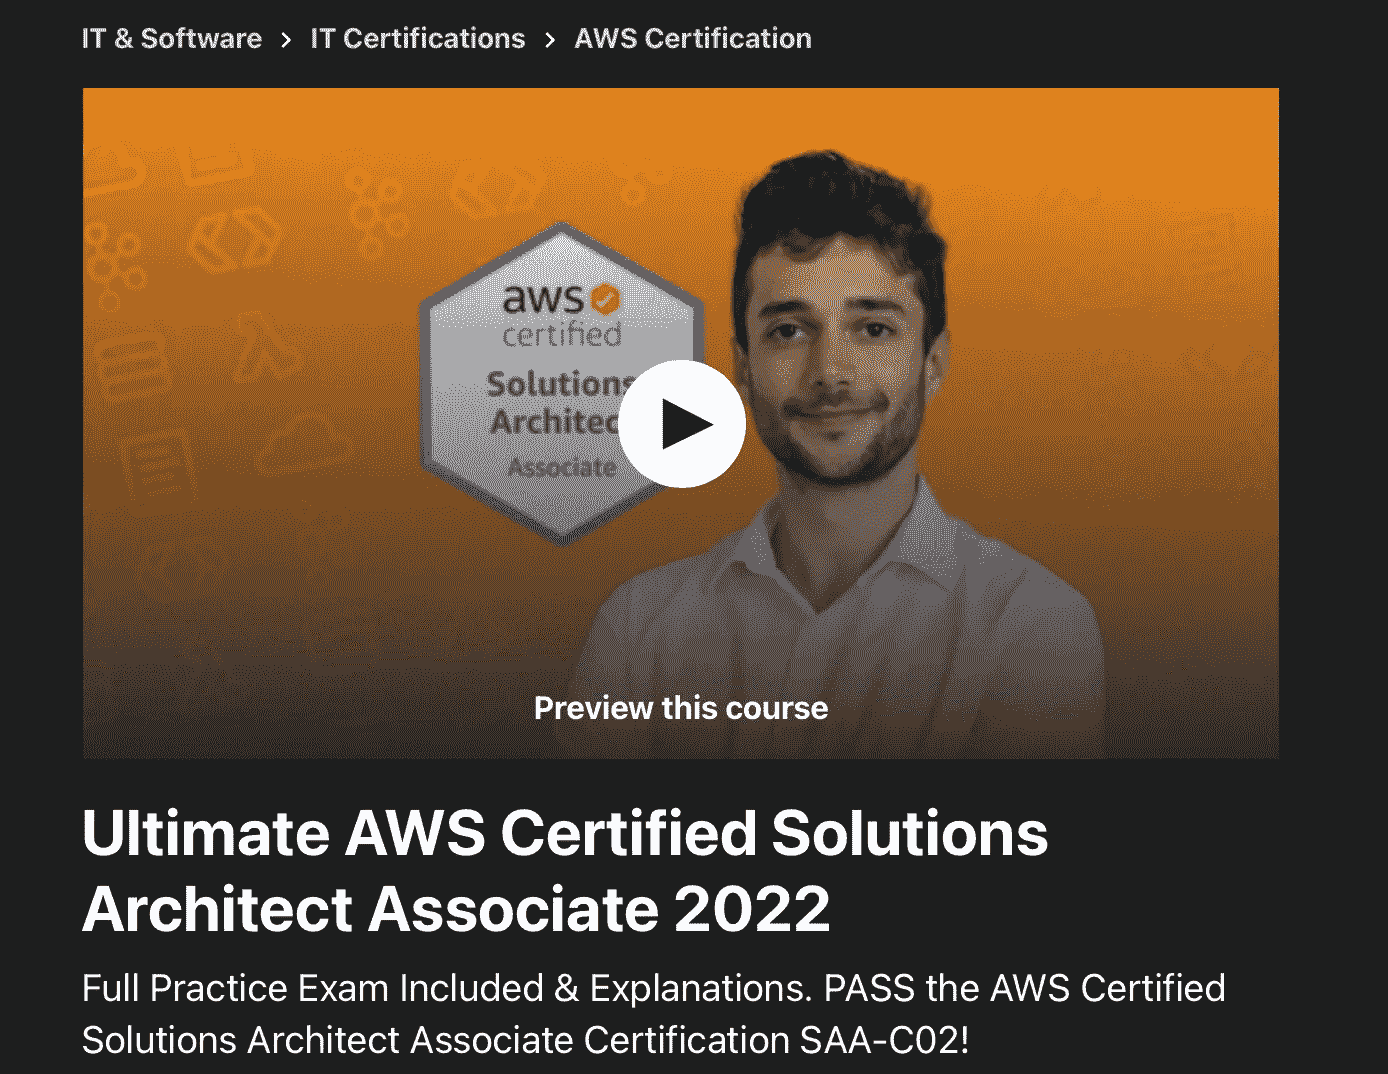 IT & Software > IT Certifications > AWS Certification
aws
certified
Solutions
Architec
Associate
Preview this course
Ultimate AWS Certified Solutions
Architect Associate 2022
Full Practice Exam Included & Explanations. PASS the AWS Certified
Solutions Architect Associate Certification SAA-C02!